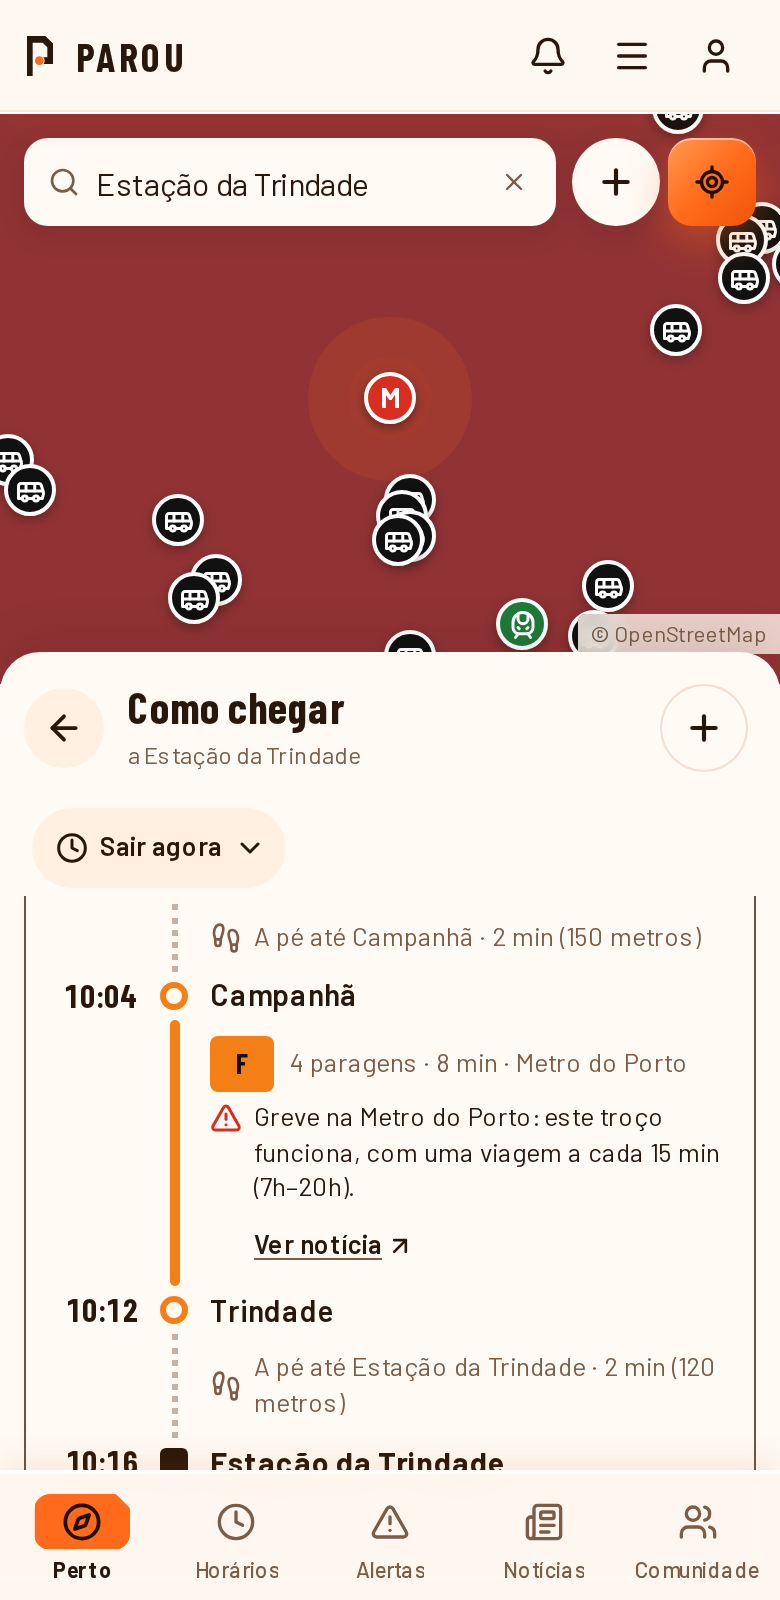 PAROU
Estação da Trindade
M
© OpenStreetMap
Como chegar
a Estação da Trindade
Sair agora
A pé até Campanhã · 2 min (150 metros)
10:04 Campanhã
F 4 paragens · 8 min · Metro do Porto
Greve na Metro do Porto: este troço
funciona, com uma viagem a cada 15 min
(7h–20h).
Ver notícia
10:12 Trindade
A pé até Estação da Trindade · 2 min (120
metros)
10:16 Estação da Trindade
Perto Horários Alertas Notícias Comunidade